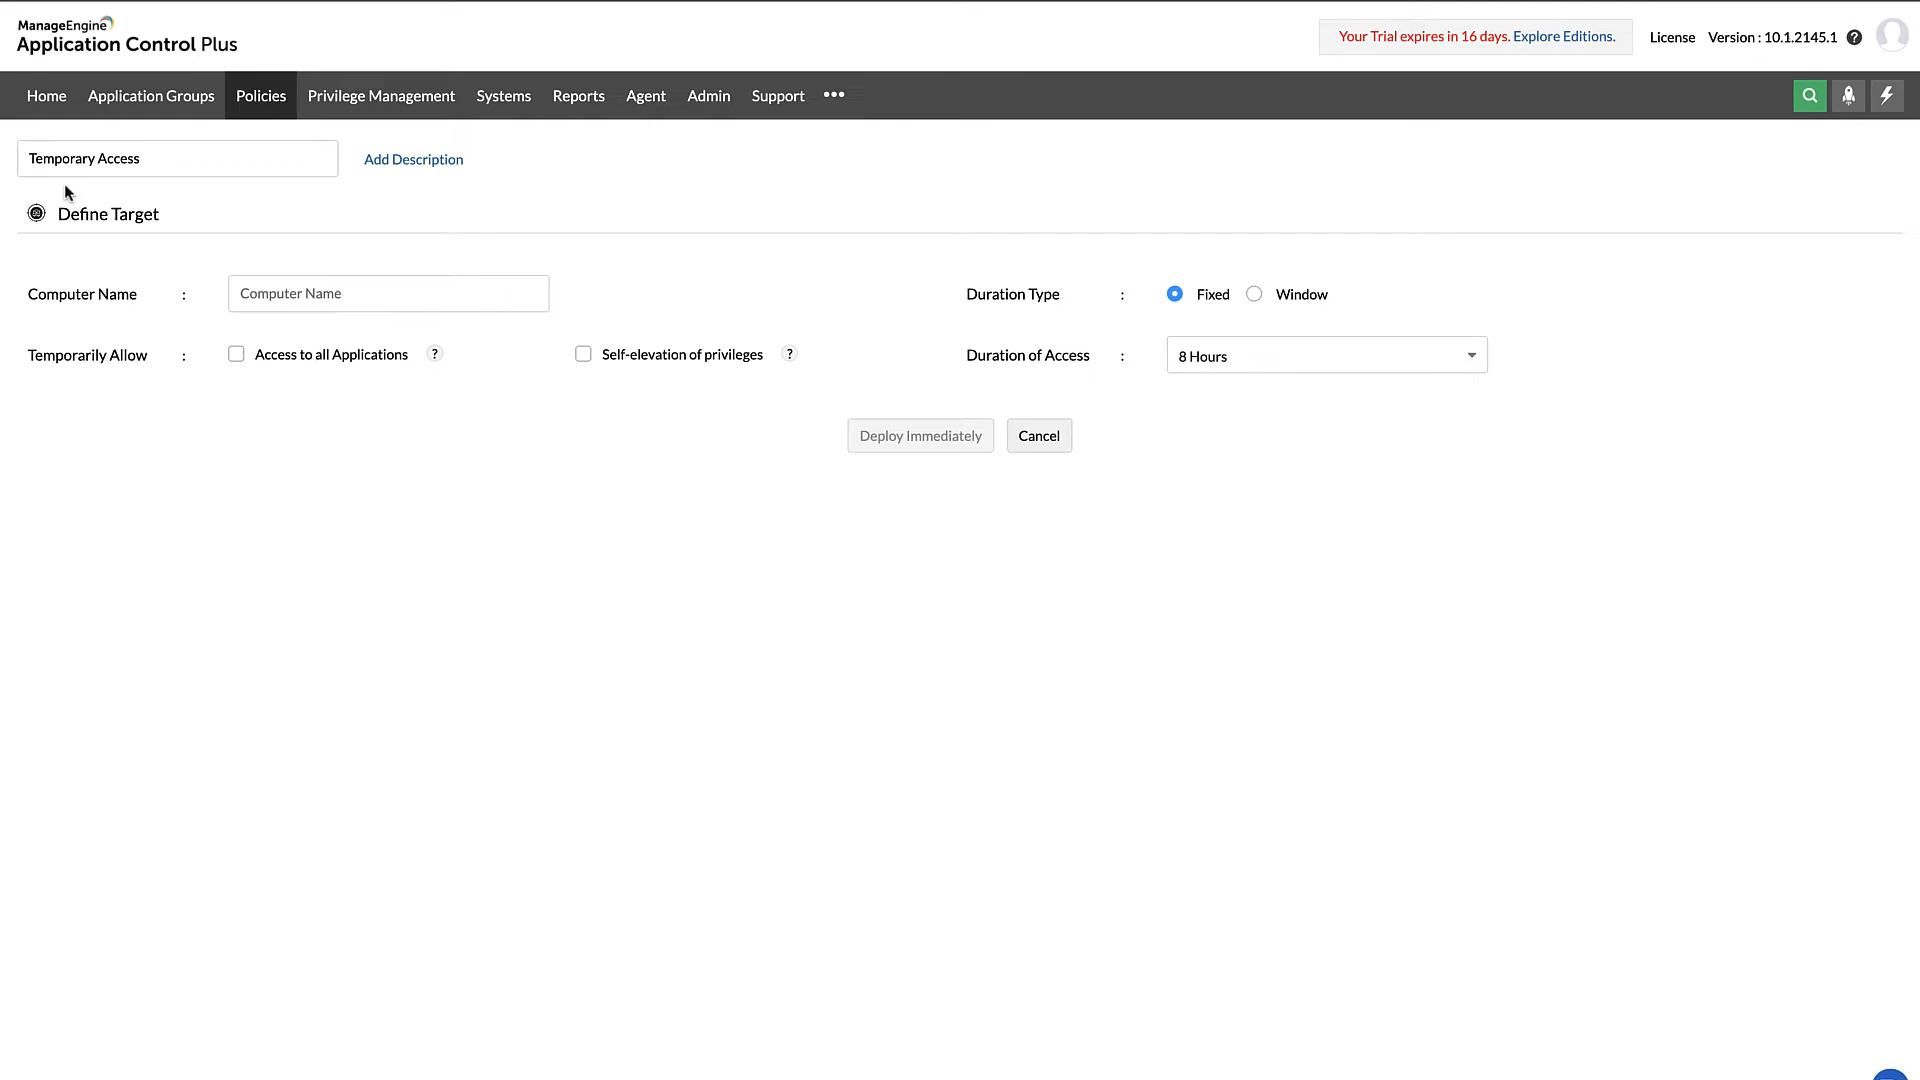 ManageEngine
Application Control Plus
Your Trial expires in 16 days. Explore Editions.
License
Version : 10.1.2145.1
?
Home
Application Groups
Policies
Privilege Management
Systems
Reports
Agent
Admin
Support
•••
Temporary Access
Add Description
Define Target
Computer Name :
Computer Name
Duration Type :
Fixed
Window
Temporarily Allow :
Access to all Applications ?
Self-elevation of privileges ?
Duration of Access :
8 Hours
Deploy Immediately
Cancel